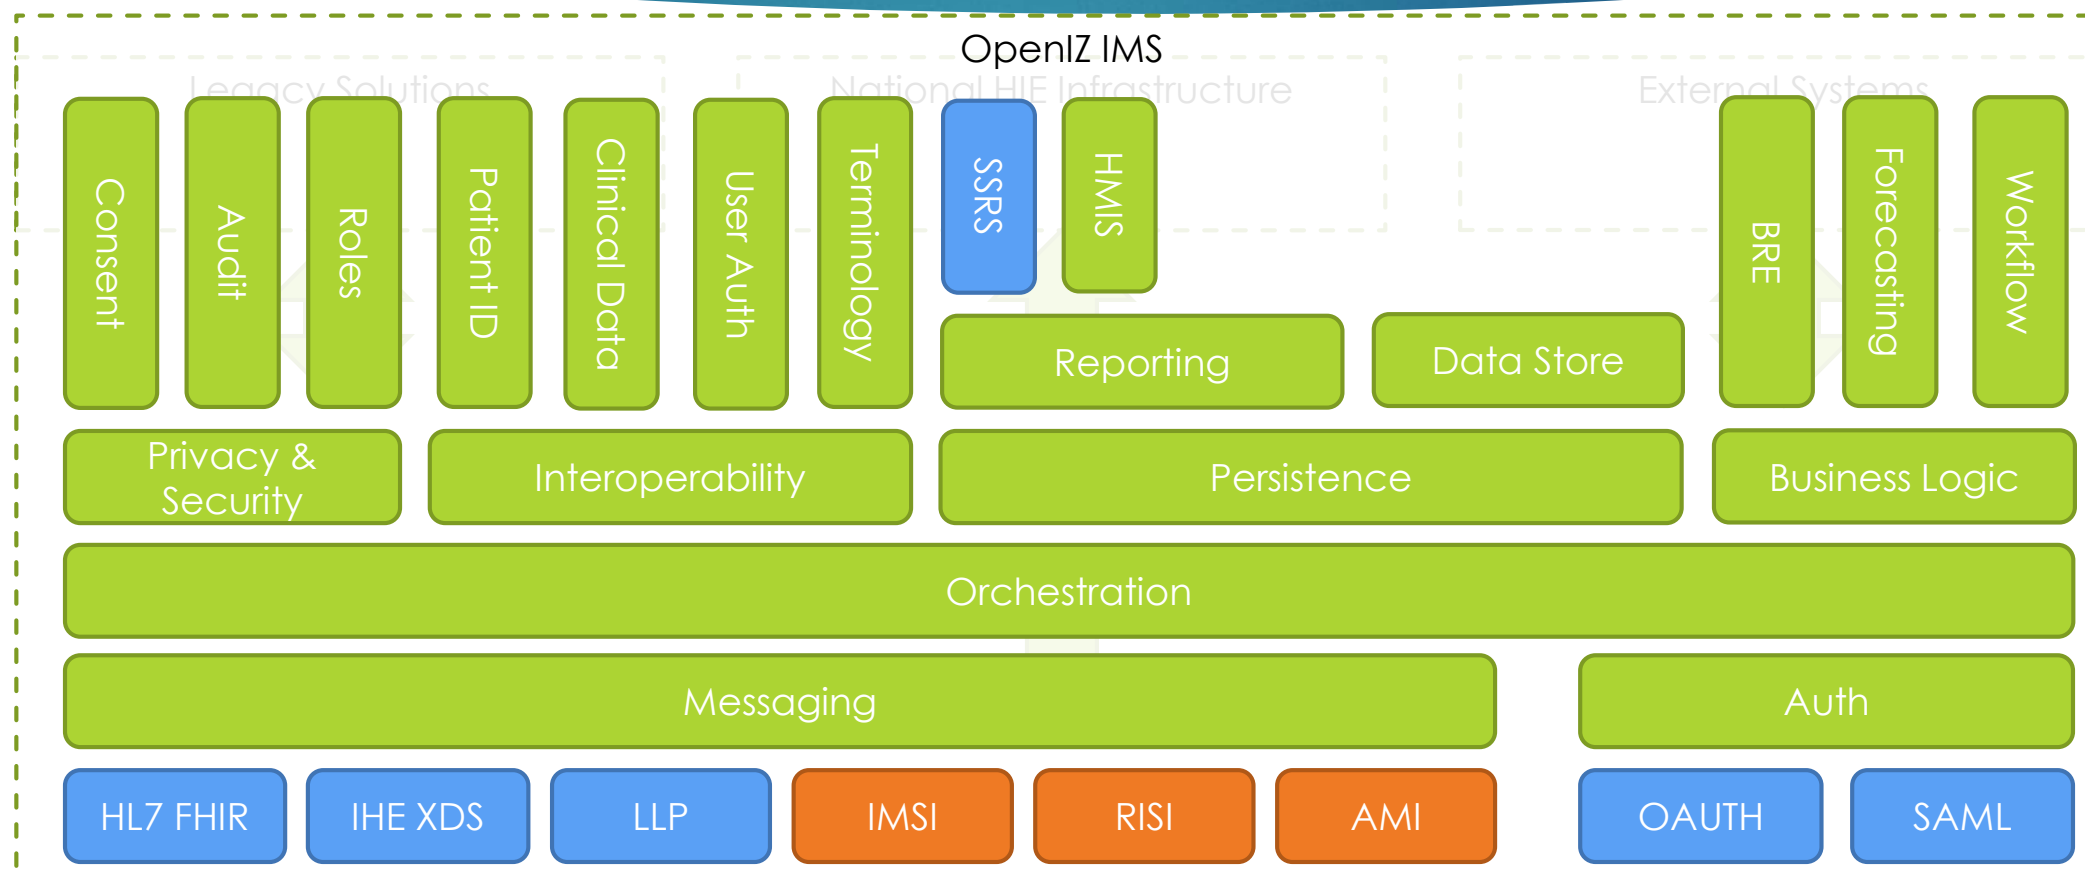 OpenIZ IMS
Legacy Solutions
National HIE Infrastructure
External Systems
Consent
Audit
Roles
Patient ID
Clinical Data
User Auth
Terminology
SSRS
HMIS
BRE
Forecasting
Workflow
Reporting
Data Store
Privacy &
Security
Interoperability
Persistence
Business Logic
Orchestration
Messaging
Auth
HL7 FHIR
IHE XDS
LLP
IMSI
RISI
AMI
OAUTH
SAML